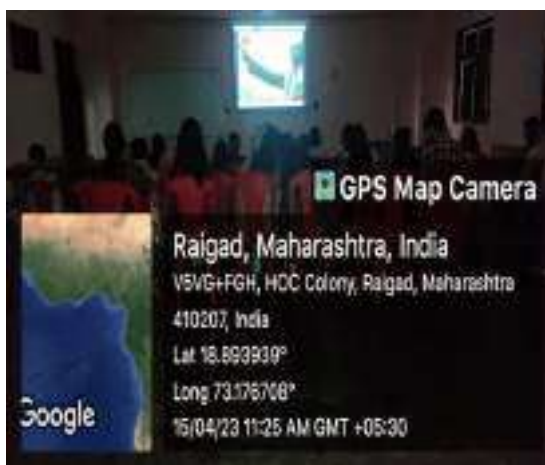 GPS Map Camera
Raigad, Maharashtra, India
V5VG+FGH, HOC Colony, Raigad, Maharashtra
410207, India
Lat 18.893939°
Long 73.176708°
15/04/23 11:25 AM GMT +05:30
Google